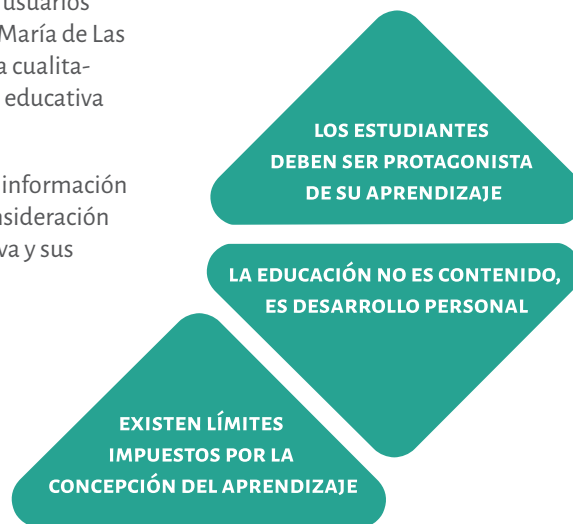 usuarios
María de Las
a cualita-
educativa
información
nsideración
va y sus
LOS ESTUDIANTES
DEBEN SER PROTAGONISTA
DE SU APRENDIZAJE
LA EDUCACIÓN NO ES CONTENIDO,
ES DESARROLLO PERSONAL
EXISTEN LÍMITES
IMPUESTOS POR LA
CONCEPCIÓN DEL APRENDIZAJE